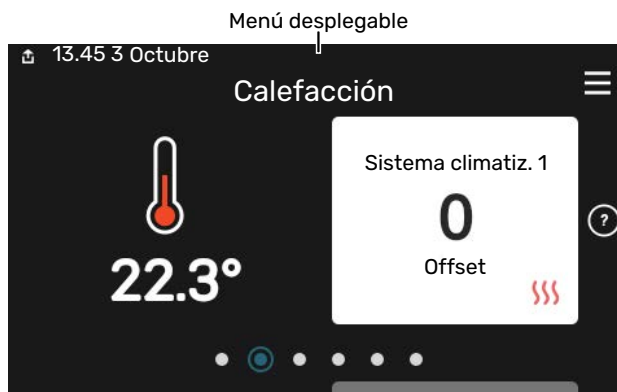 Menú desplegable
13.45 3 Octubre
Calefacción
Sistema climatiz. 1
0
Offset
22.3°
?